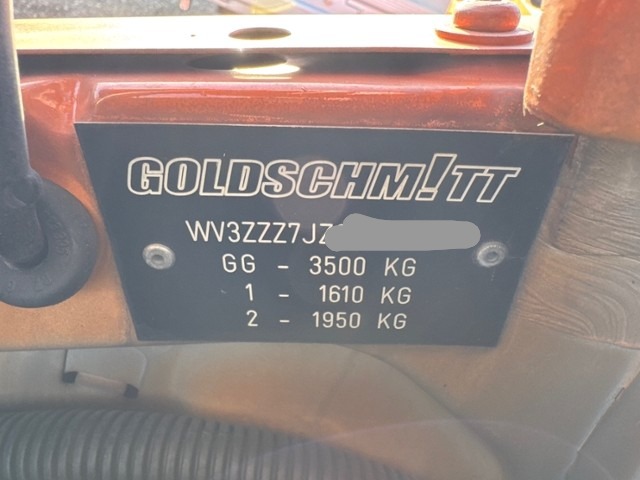 GOLDSCHM!TT
WV3ZZZ7JZ
GG - 3500 KG
1 - 1610 KG
2 - 1950 KG